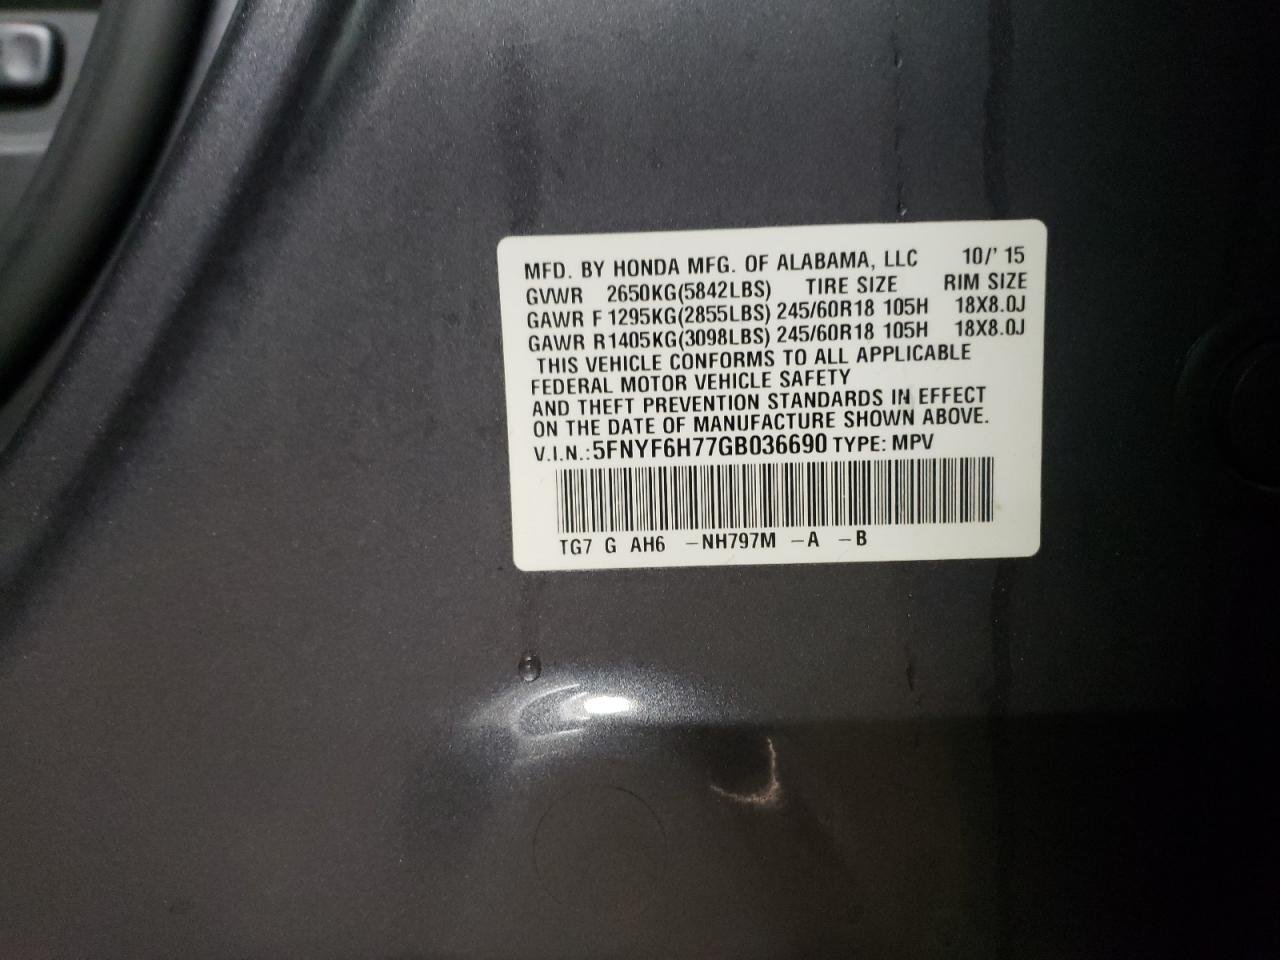 MFD. BY HONDA MFG. OF ALABAMA, LLC 10/' 15
GVWR 2650KG(5842LBS) TIRE SIZE RIM SIZE
GAWR F 1295KG(2855LBS) 245/60R18 105H 18X8.0J
GAWR R1405KG(3098LBS) 245/60R18 105H 18X8.0J
THIS VEHICLE CONFORMS TO ALL APPLICABLE
FEDERAL MOTOR VEHICLE SAFETY
AND THEFT PREVENTION STANDARDS IN EFFECT
ON THE DATE OF MANUFACTURE SHOWN ABOVE.
V.I.N.:5FNYF6H77GB036690 TYPE: MPV
TG7 G AH6 -NH797M -A -B